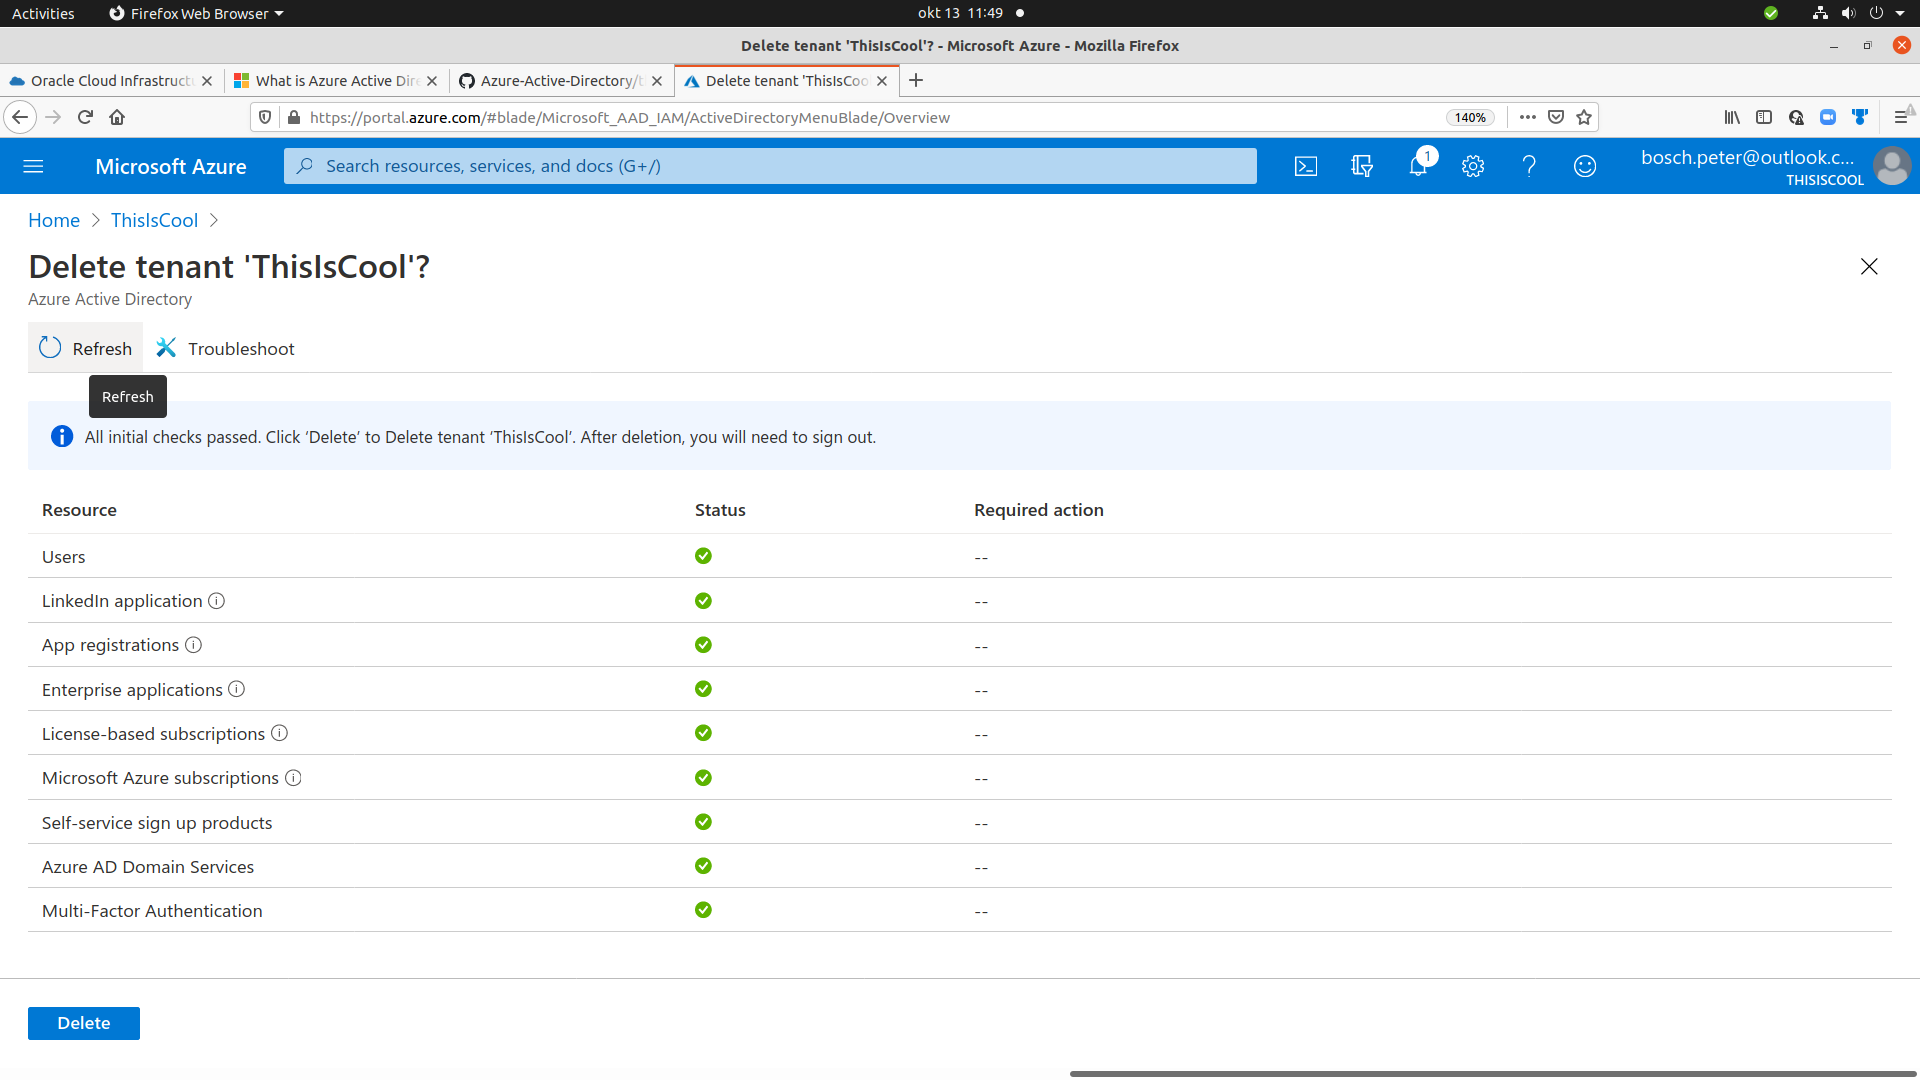 Activities
Firefox Web Browser
okt 13 11:49
Delete tenant 'ThisIsCool'? - Microsoft Azure - Mozilla Firefox
Oracle Cloud Infrastruct
What is Azure Active Dir
Azure-Active-Directory/t
Delete tenant 'ThisIsCoo
https://portal.azure.com/#blade/Microsoft_AAD_IAM/ActiveDirectoryMenuBlade/Overview
140%
Microsoft Azure
Search resources, services, and docs (G+/)
1
bosch.peter@outlook.c...
THISISCOOL
Home
ThisIsCool
Delete tenant 'ThisIsCool'?
Azure Active Directory
Refresh
Troubleshoot
Refresh
All initial checks passed. Click ‘Delete’ to Delete tenant ‘ThisIsCool’. After deletion, you will need to sign out.
Resource Status Required action
Users --
LinkedIn application --
App registrations --
Enterprise applications --
License-based subscriptions --
Microsoft Azure subscriptions --
Self-service sign up products --
Azure AD Domain Services --
Multi-Factor Authentication --
Delete